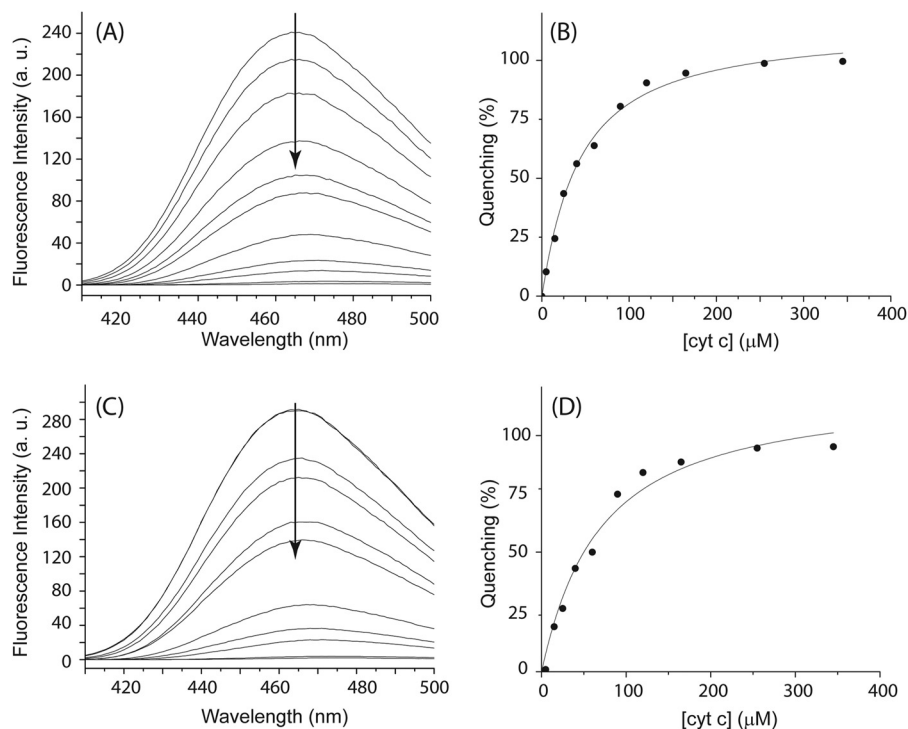 (A)
Fluorescence Intensity (a. u.)
240
200
160
120
80
40
0
420 440 460 480 500
Wavelength (nm)
(B)
Quenching (%)
100
75
50
25
0
0 100 200 300 400
[cyt c] (μM)
(C)
Fluorescence Intensity (a. u.)
280
240
200
160
120
80
40
0
420 440 460 480 500
Wavelength (nm)
(D)
Quenching (%)
100
75
50
25
0
0 100 200 300 400
[cyt c] (μM)